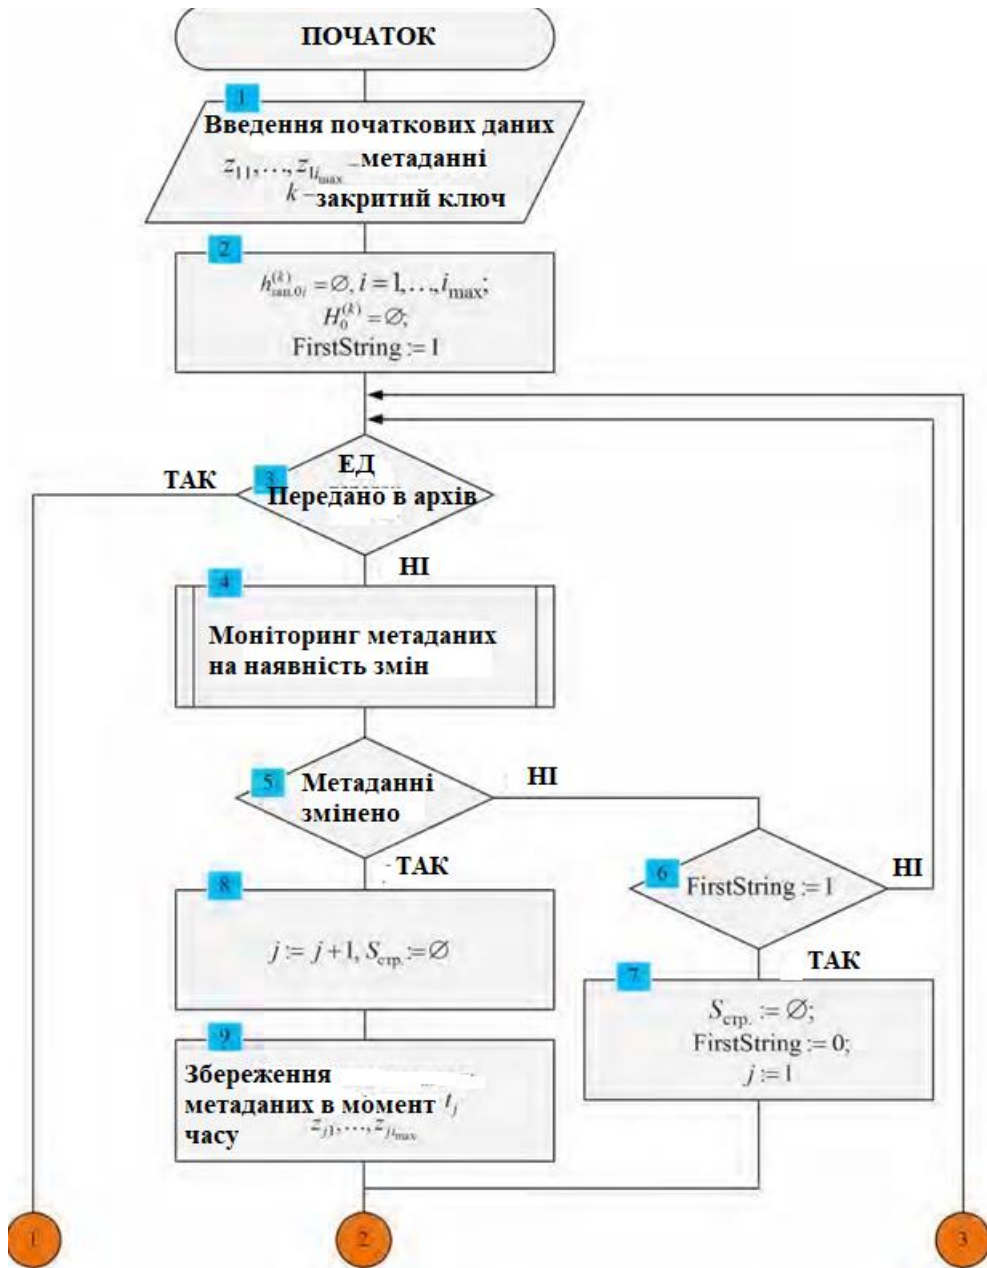 ПОЧАТОК
1
Введення початкових даних
z₁₁,…,z₁ᵢₘₐₓ – метаданні
k – закритий ключ
2
h⁽ᵏ⁾зап.0i = ∅, i = 1,…,iₘₐₓ;
H₀⁽ᵏ⁾ = ∅;
FirstString := 1
3
ЕД
Передано в архів
ТАК
НІ
4
Моніторинг метаданих
на наявність змін
5
Метаданні
змінено
НІ
ТАК
6
FirstString := 1
НІ
ТАК
7
Sстр. := ∅;
FirstString := 0;
j := 1
8
j := j + 1, Sстр. := ∅
9
Збереження
метаданих в момент tⱼ
часу
zⱼ₁,…,zⱼᵢₘₐₓ
1
2
3